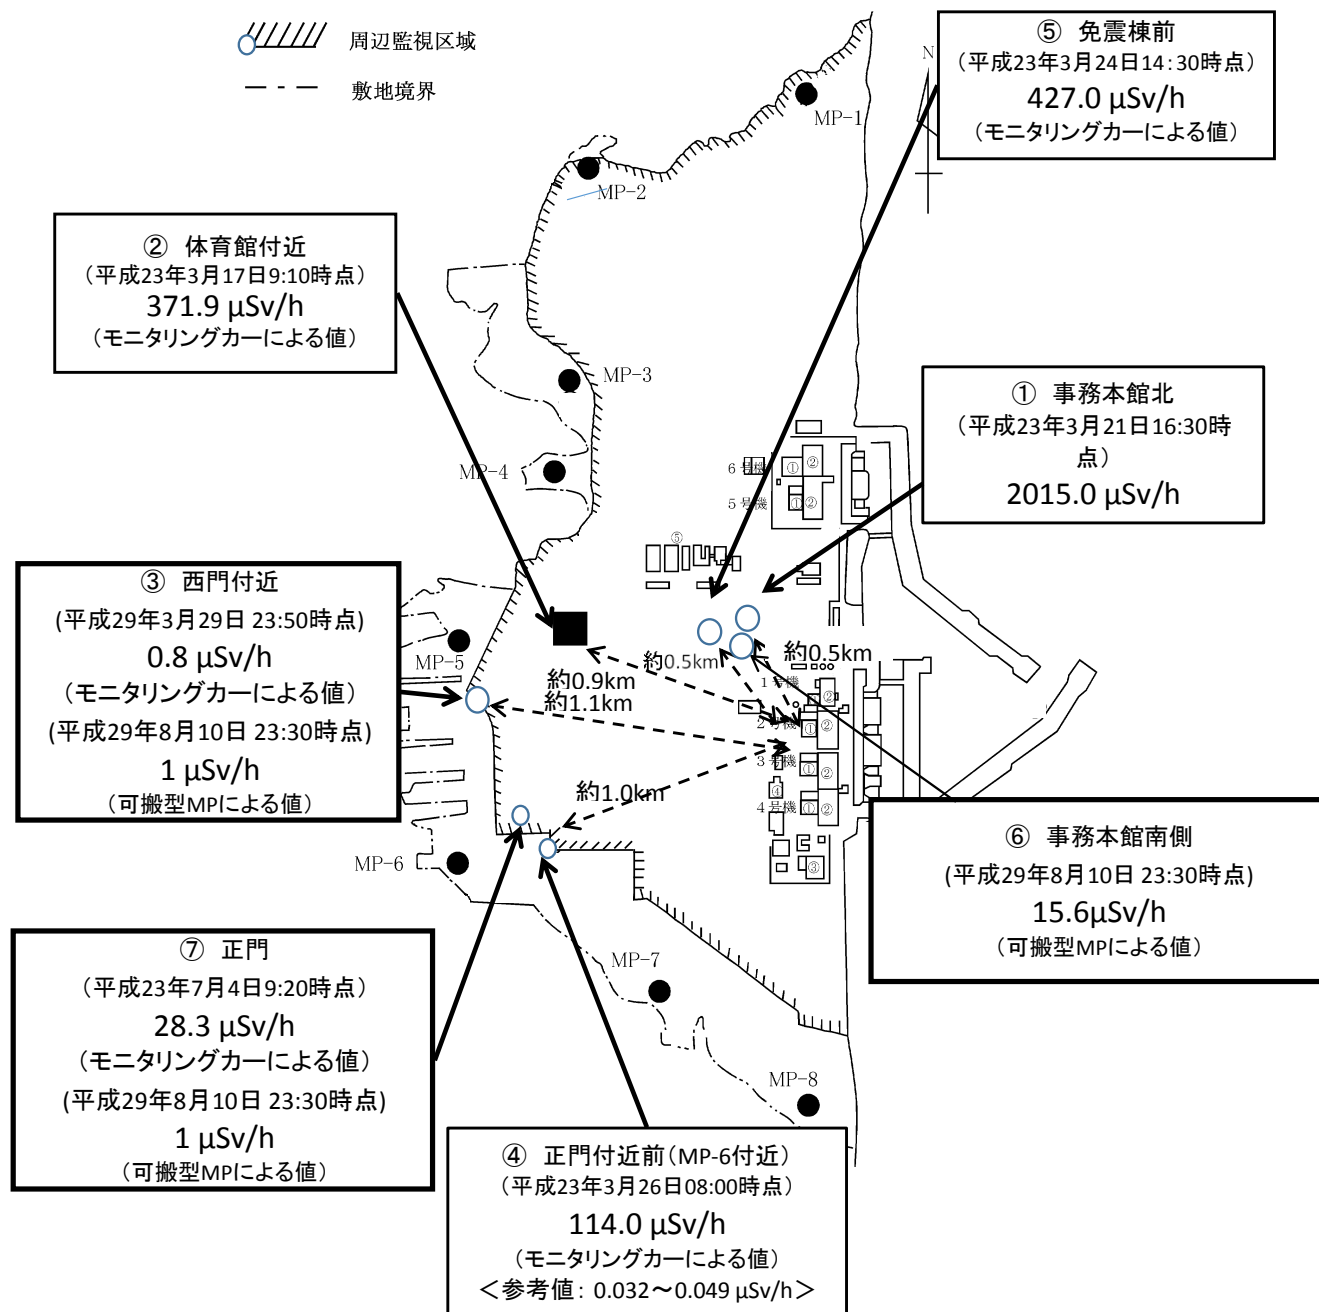 周辺監視区域
敷地境界
⑤ 免震棟前
(平成23年3月24日14:30時点)
427.0 μSv/h
(モニタリングカーによる値)
N
MP-1
MP-2
② 体育館付近
(平成23年3月17日9:10時点)
371.9 μSv/h
(モニタリングカーによる値)
MP-3
① 事務本館北
(平成23年3月21日16:30時
点)
2015.0 μSv/h
MP-4
6号機
① ②
5号機
① ②
⑤
③ 西門付近
(平成29年3月29日 23:50時点)
0.8 μSv/h
(モニタリングカーによる値)
(平成29年8月10日 23:30時点)
1 μSv/h
(可搬型MPによる値)
MP-5
約0.5km
約0.5km
約0.9km
約1.1km
1号機
②
2号機
① ②
3号機
① ②
④
約1.0km
4号機
① ②
③
MP-6
⑥ 事務本館南側
(平成29年8月10日 23:30時点)
15.6μSv/h
(可搬型MPによる値)
⑦ 正門
(平成23年7月4日9:20時点)
28.3 μSv/h
(モニタリングカーによる値)
(平成29年8月10日 23:30時点)
1 μSv/h
(可搬型MPによる値)
MP-7
MP-8
④ 正門付近前(MP-6付近)
(平成23年3月26日08:00時点)
114.0 μSv/h
(モニタリングカーによる値)
<参考値: 0.032~0.049 μSv/h>